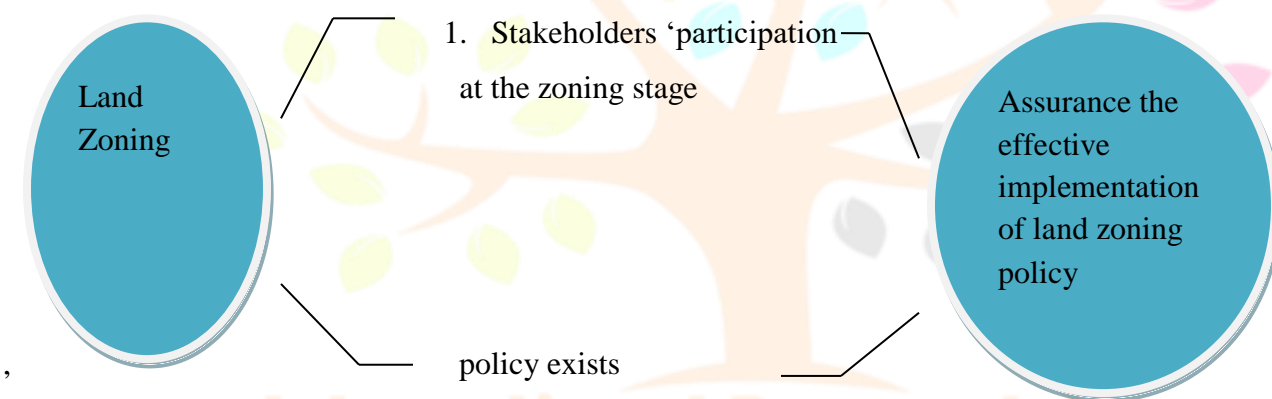 Land
Zoning
1. Stakeholders ‘participation
at the zoning stage
Assurance the
effective
implementation
of land zoning
policy
,
policy exists